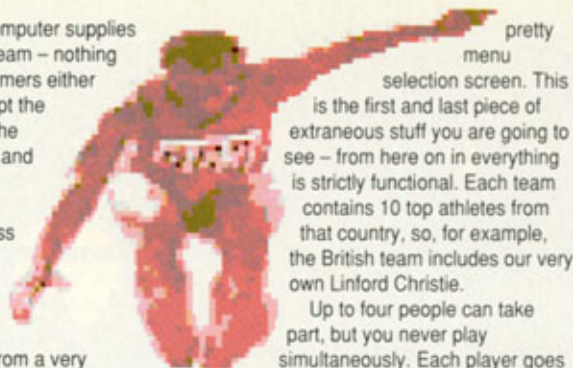 mputer supplies
eam – nothing
mers either
pt the
he
and
ss
rom a very
pretty
menu
selection screen. This
is the first and last piece of
extraneous stuff you are going to
see – from here on in everything
is strictly functional. Each team
contains 10 top athletes from
that country, so, for example,
the British team includes our very
own Linford Christie.
Up to four people can take
part, but you never play
simultaneously. Each player goes